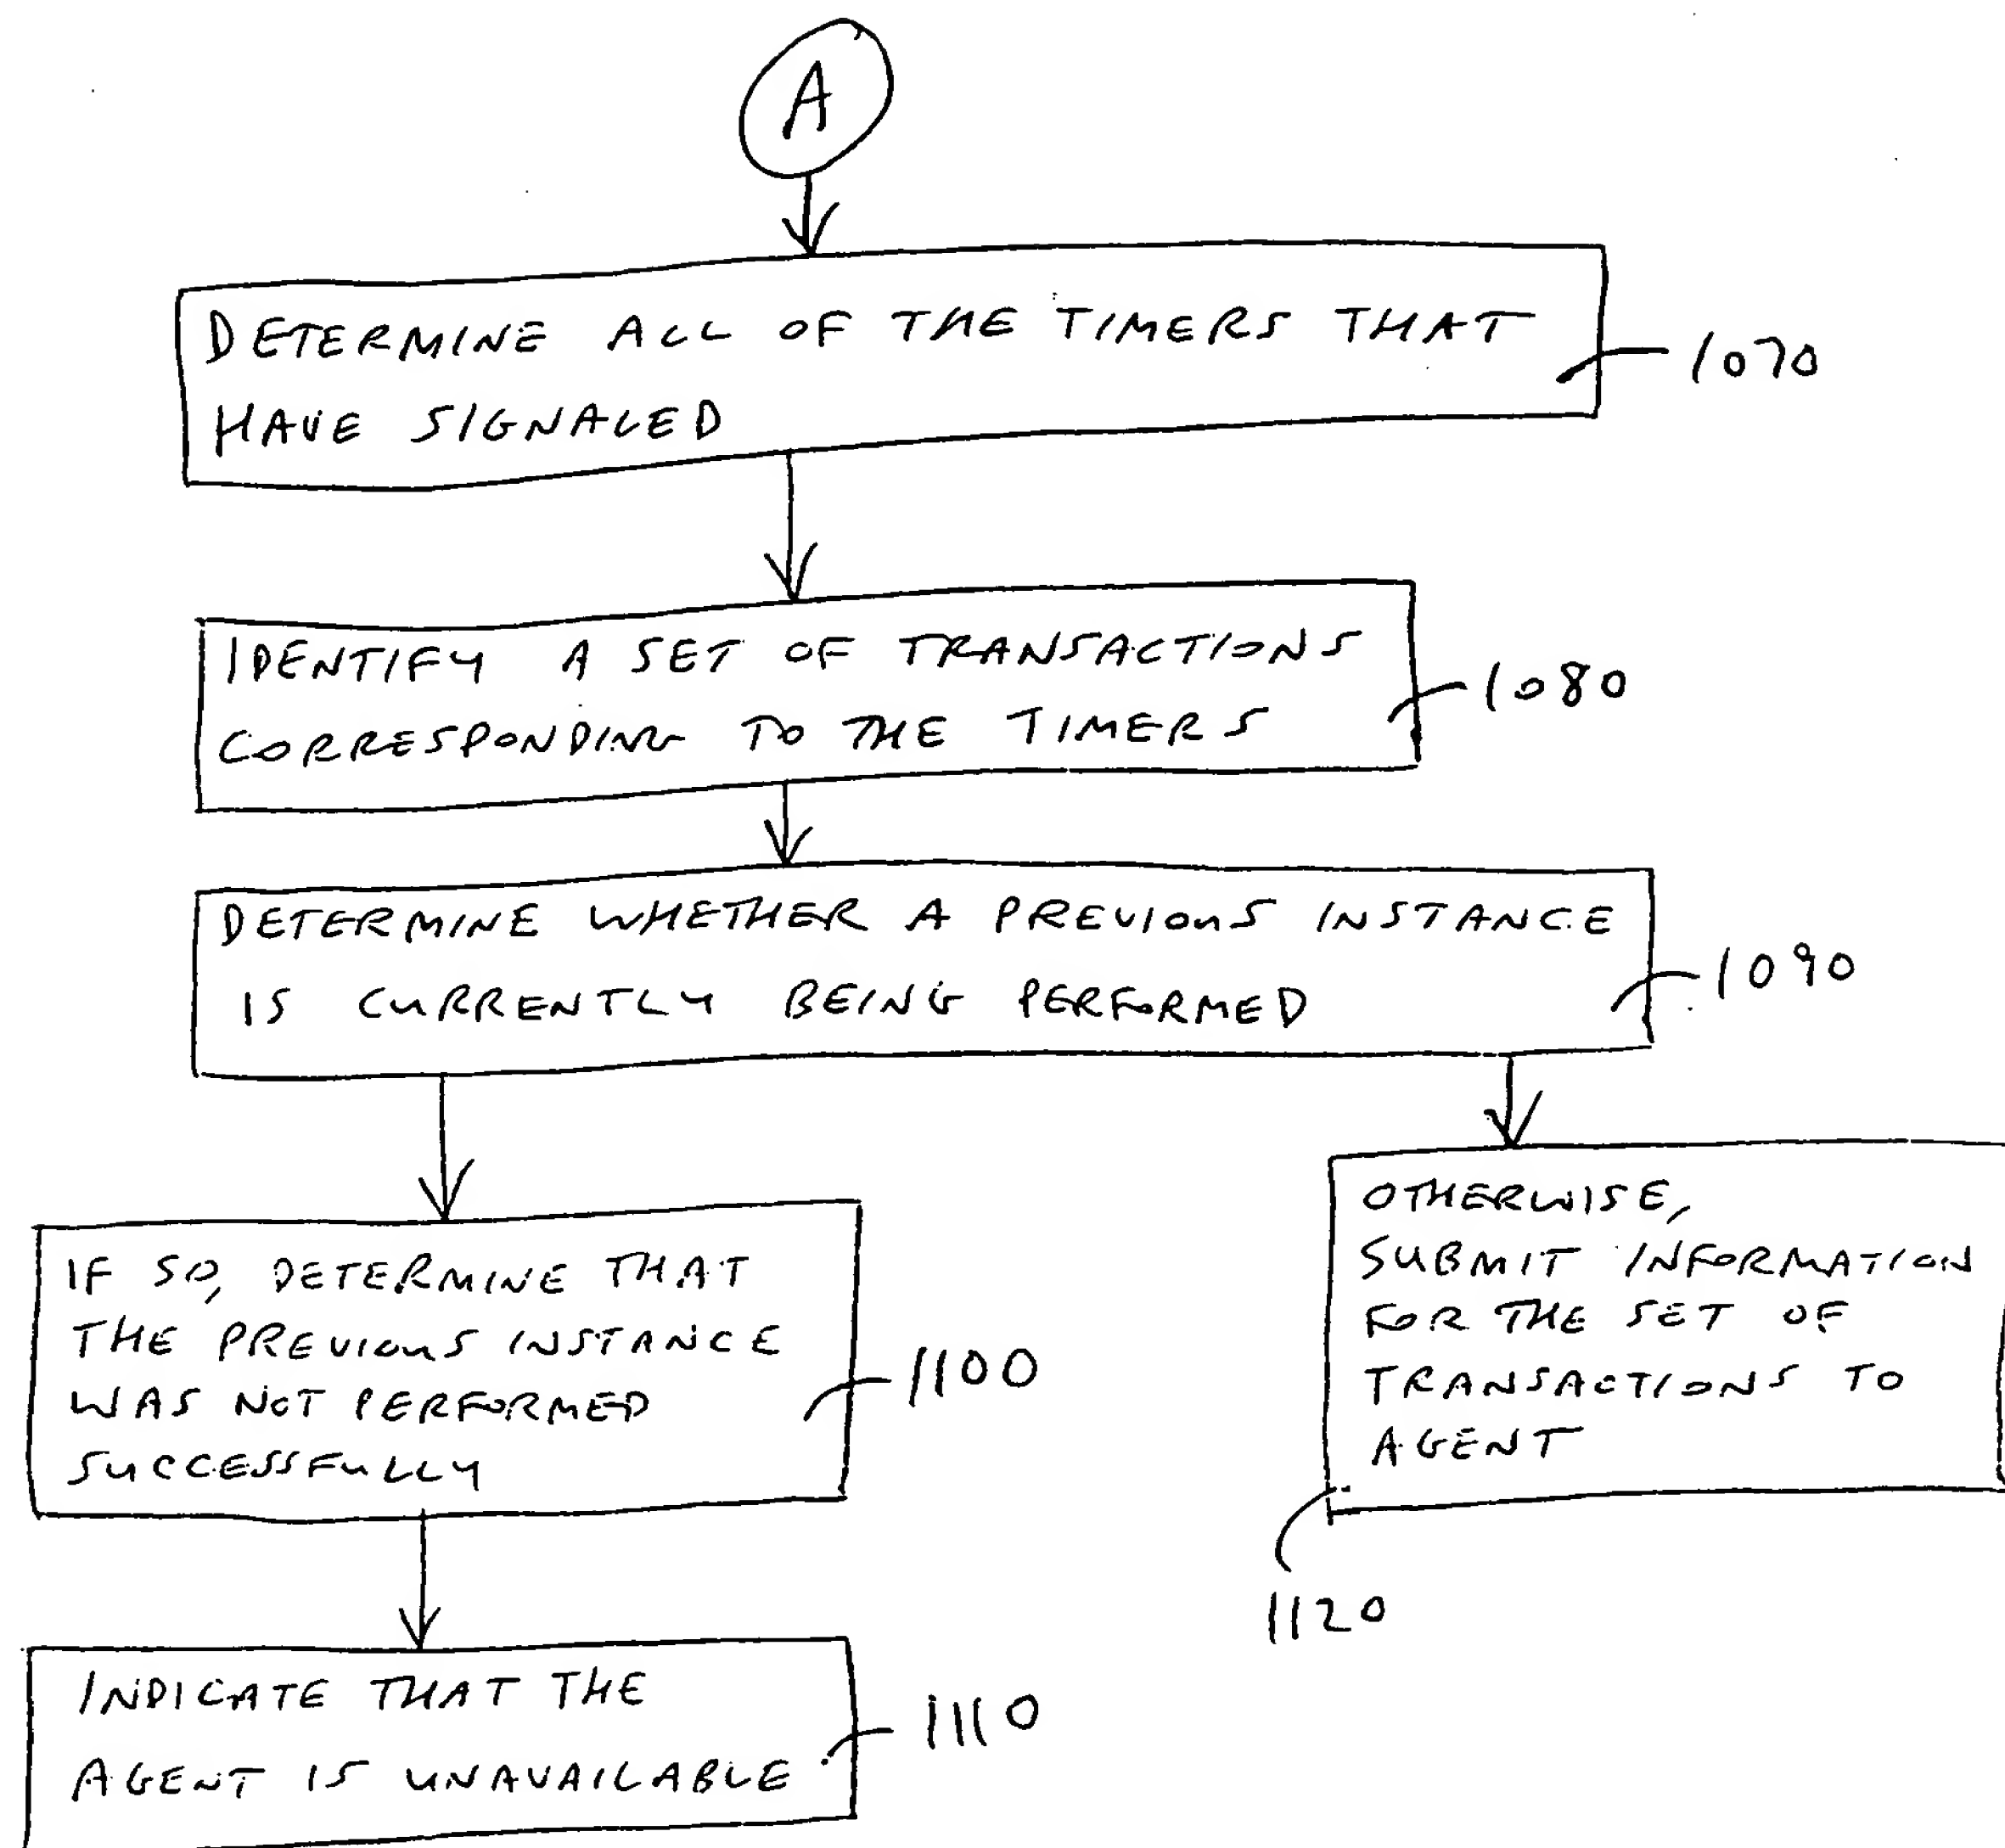 A
DETERMINE ALL OF THE TIMERS THAT
HAVE SIGNALED
1070
IDENTIFY A SET OF TRANSACTIONS
CORRESPONDING TO THE TIMERS
1080
DETERMINE WHETHER A PREVIOUS INSTANCE
IS CURRENTLY BEING PERFORMED
1090
IF SO, DETERMINE THAT
THE PREVIOUS INSTANCE
WAS NOT PERFORMED
SUCCESSFULLY
1100
OTHERWISE,
SUBMIT INFORMATION
FOR THE SET OF
TRANSACTIONS TO
AGENT
1120
INDICATE THAT THE
AGENT IS UNAVAILABLE
1110